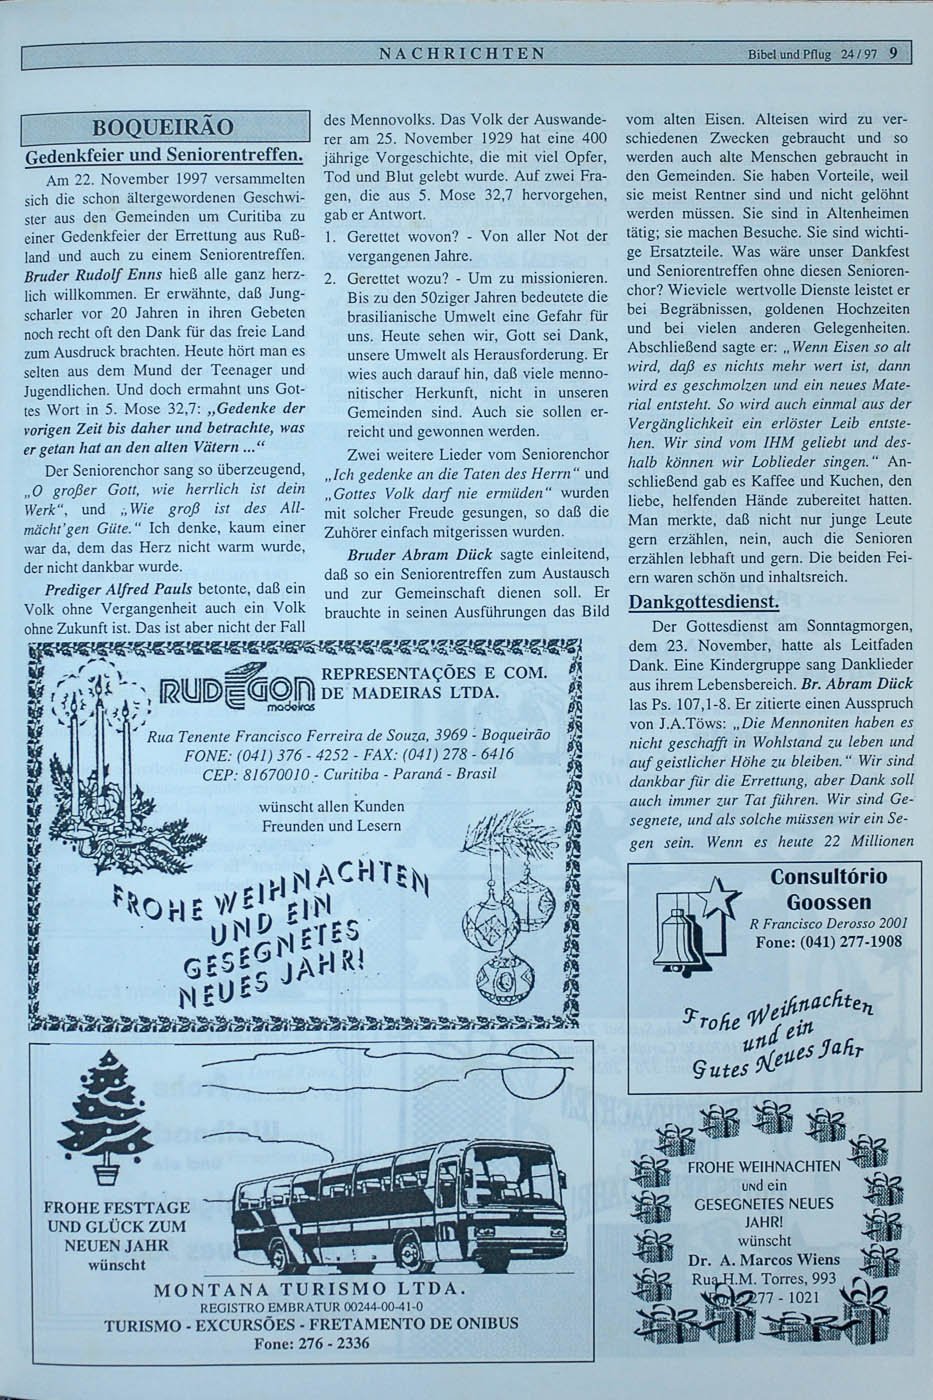 NACHRICHTEN
Bibel und Pflug 24/97 9
BOQUEIRÃO
Gedenkfeier und Seniorentreffen.
Am 22. November 1997 versammelten
sich die schon ältergewordenen Geschwi-
ster aus den Gemeinden um Curitiba zu
einer Gedenkfeier der Errettung aus Ruß-
land und auch zu einem Seniorentreffen.
Bruder Rudolf Enns hieß alle ganz herz-
lich willkommen. Er erwähnte, daß Jung-
scharler vor 20 Jahren in ihren Gebeten
noch recht oft den Dank für das freie Land
zum Ausdruck brachten. Heute hört man es
selten aus dem Mund der Teenager und
Jugendlichen. Und doch ermahnt uns Got-
tes Wort in 5. Mose 32,7: „Gedenke der
vorigen Zeit bis daher und betrachte, was
er getan hat an den alten Vätern ...“
Der Seniorenchor sang so überzeugend,
„O großer Gott, wie herrlich ist dein
Werk“, und „Wie groß ist des All-
mächt'gen Güte.“ Ich denke, kaum einer
war da, dem das Herz nicht warm wurde,
der nicht dankbar wurde.
Prediger Alfred Pauls betonte, daß ein
Volk ohne Vergangenheit auch ein Volk
ohne Zukunft ist. Das ist aber nicht der Fall
des Mennovolks. Das Volk der Auswande-
rer am 25. November 1929 hat eine 400
jährige Vorgeschichte, die mit viel Opfer,
Tod und Blut gelebt wurde. Auf zwei Fra-
gen, die aus 5. Mose 32,7 hervorgehen,
gab er Antwort.
1. Gerettet wovon? - Von aller Not der
vergangenen Jahre.
2. Gerettet wozu? - Um zu missionieren.
Bis zu den 50ziger Jahren bedeutete die
brasilianische Umwelt eine Gefahr für
uns. Heute sehen wir, Gott sei Dank,
unsere Umwelt als Herausforderung. Er
wies auch darauf hin, daß viele menno-
nitischer Herkunft, nicht in unseren
Gemeinden sind. Auch sie sollen er-
reicht und gewonnen werden.
Zwei weitere Lieder vom Seniorenchor
„Ich gedenke an die Taten des Herrn“ und
„Gottes Volk darf nie ermüden“ wurden
mit solcher Freude gesungen, so daß die
Zuhörer einfach mitgerissen wurden.
Bruder Abram Dück sagte einleitend,
daß so ein Seniorentreffen zum Austausch
und zur Gemeinschaft dienen soll. Er
brauchte in seinen Ausführungen das Bild
vom alten Eisen. Alteisen wird zu ver-
schiedenen Zwecken gebraucht und so
werden auch alte Menschen gebraucht in
den Gemeinden. Sie haben Vorteile, weil
sie meist Rentner sind und nicht gelöhnt
werden müssen. Sie sind in Altenheimen
tätig; sie machen Besuche. Sie sind wichti-
ge Ersatzteile. Was wäre unser Dankfest
und Seniorentreffen ohne diesen Senioren-
chor? Wieviele wertvolle Dienste leistet er
bei Begräbnissen, goldenen Hochzeiten
und bei vielen anderen Gelegenheiten.
Abschließend sagte er: „Wenn Eisen so alt
wird, daß es nichts mehr wert ist, dann
wird es geschmolzen und ein neues Mate-
rial entsteht. So wird auch einmal aus der
Vergänglichkeit ein erlöster Leib entste-
hen. Wir sind vom IHM geliebt und des-
halb können wir Loblieder singen.“ An-
schließend gab es Kaffee und Kuchen, den
liebe, helfenden Hände zubereitet hatten.
Man merkte, daß nicht nur junge Leute
gern erzählen, nein, auch die Senioren
erzählen lebhaft und gern. Die beiden Fei-
ern waren schön und inhaltsreich.
Dankgottesdienst.
Der Gottesdienst am Sonntagmorgen,
dem 23. November, hatte als Leitfaden
Dank. Eine Kindergruppe sang Danklieder
aus ihrem Lebensbereich. Br. Abram Dück
las Ps. 107,1-8. Er zitierte einen Ausspruch
von J.A.Töws: „Die Mennoniten haben es
nicht geschafft in Wohlstand zu leben und
auf geistlicher Höhe zu bleiben.“ Wir sind
dankbar für die Errettung, aber Dank soll
auch immer zur Tat führen. Wir sind Ge-
segnete, und als solche müssen wir ein Se-
gen sein. Wenn es heute 22 Millionen
RUDEGON
madeiras
REPRESENTAÇÕES E COM.
DE MADEIRAS LTDA.
Rua Tenente Francisco Ferreira de Souza, 3969 - Boqueirão
FONE: (041) 376 - 4252 - FAX: (041) 278 - 6416
CEP: 81670010 - Curitiba - Paraná - Brasil
wünscht allen Kunden
Freunden und Lesern
FROHE WEIHNACHTEN
UND EIN
GESEGNETES
NEUES JAHR!
Consultório
Goossen
R Francisco Derosso 2001
Fone: (041) 277-1908
Frohe Weihnachten
und ein
Gutes Neues Jahr
FROHE FESTTAGE
UND GLÜCK ZUM
NEUEN JAHR
wünscht
MONTANA TURISMO LTDA.
REGISTRO EMBRATUR 00244-00-41-0
TURISMO - EXCURSÕES - FRETAMENTO DE ONIBUS
Fone: 276 - 2336
FROHE WEIHNACHTEN
und ein
GESEGNETES NEUES
JAHR!
wünscht
Dr. A. Marcos Wiens
Rua H.M. Torres, 993
277 - 1021